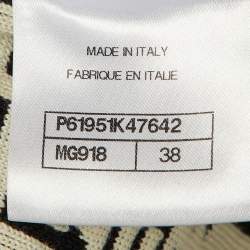 MADE IN ITALY
FABRIQUE EN ITALIE
P61951K47642
MG918 38